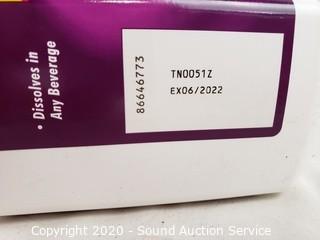 • Dissolves in
Any Beverage
86646773
TN0051Z
EX06/2022
Copyright 2020 - Sound Auction Service